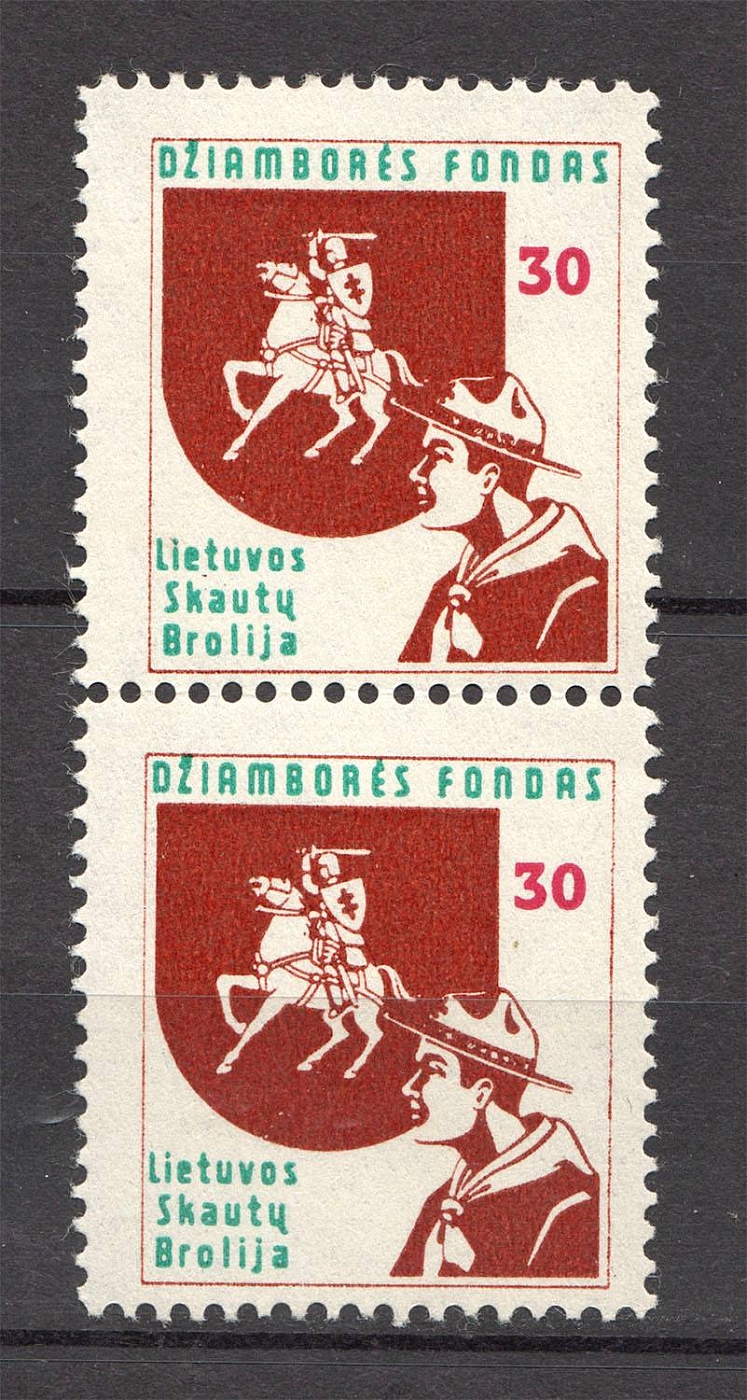 DŽIAMBORĖS FONDAS
30
Lietuvos
Skautų
Brolija
DŽIAMBORĖS FONDAS
30
Lietuvos
Skautų
Brolija